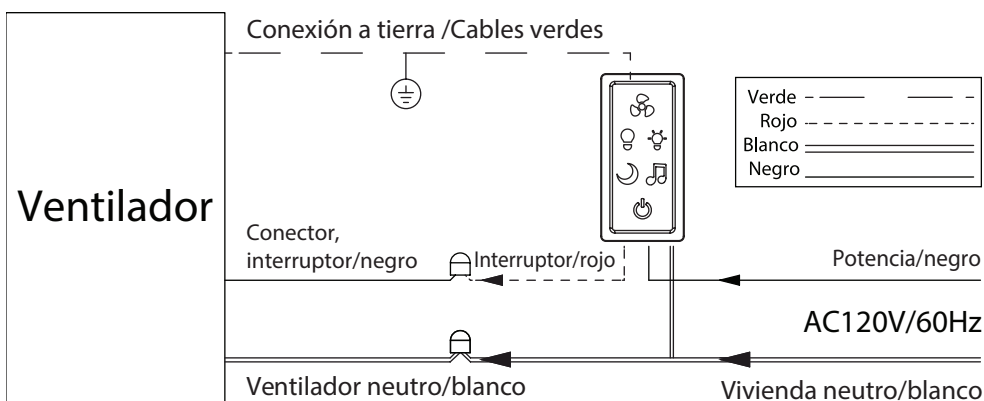 Conexión a tierra /Cables verdes
Verde
Rojo
Blanco
Negro
Ventilador
Conector,
interruptor/negro
Interruptor/rojo
Potencia/negro
AC120V/60Hz
Ventilador neutro/blanco
Vivienda neutro/blanco